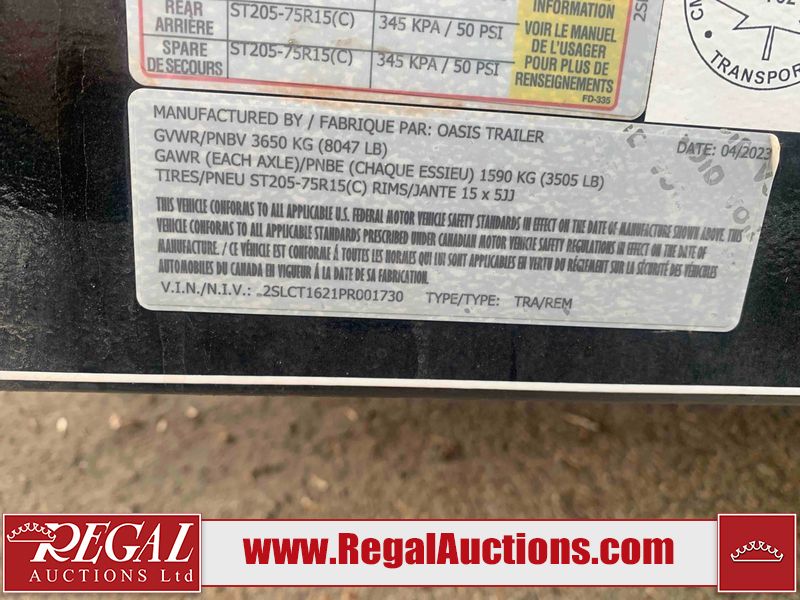 INFORMATION
REAR ARRIÈRE ST205-75R15(C) 345 KPA / 50 PSI
VOIR LE MANUEL
DE L'USAGER
POUR PLUS DE
RENSEIGNEMENTS
SPARE DE SECOURS ST205-75R15(C) 345 KPA / 50 PSI
FD-335
TRANSPOR
MANUFACTURED BY / FABRIQUE PAR: OASIS TRAILER
DATE: 04/2023
GVWR/PNBV 3650 KG (8047 LB)
GAWR (EACH AXLE)/PNBE (CHAQUE ESSIEU) 1590 KG (3505 LB)
TIRES/PNEU ST205-75R15(C) RIMS/JANTE 15 x 5JJ
THIS VEHICLE CONFORMS TO ALL APPLICABLE U.S. FEDERAL MOTOR VEHICLE SAFETY STANDARDS IN EFFECT ON THE DATE OF MANUFACTURE SHOWN ABOVE. THIS
VEHICLE CONFORMS TO ALL APPLICABLE STANDARDS PRESCRIBED UNDER CANADIAN MOTOR VEHICLE SAFETY REGULATIONS IN EFFECT ON THE DATE OF
MANUFACTURE. / CE VÉHICLE EST CONFORME Á TOUTES LES NORMES QUI LUI SONT APPLICABLES EN VERTU DU RÉGLEMENT SUR LA SÉCURITÉ DES VÉHICLES
AUTOMOBILES DU CANADA EN VIGUEUR Á LA DATE DE SA FABRICATION.
V.I.N./N.I.V.: 2SLCT1621PR001730 TYPE/TYPE: TRA/REM
REGAL
AUCTIONS Ltd
www.RegalAuctions.com